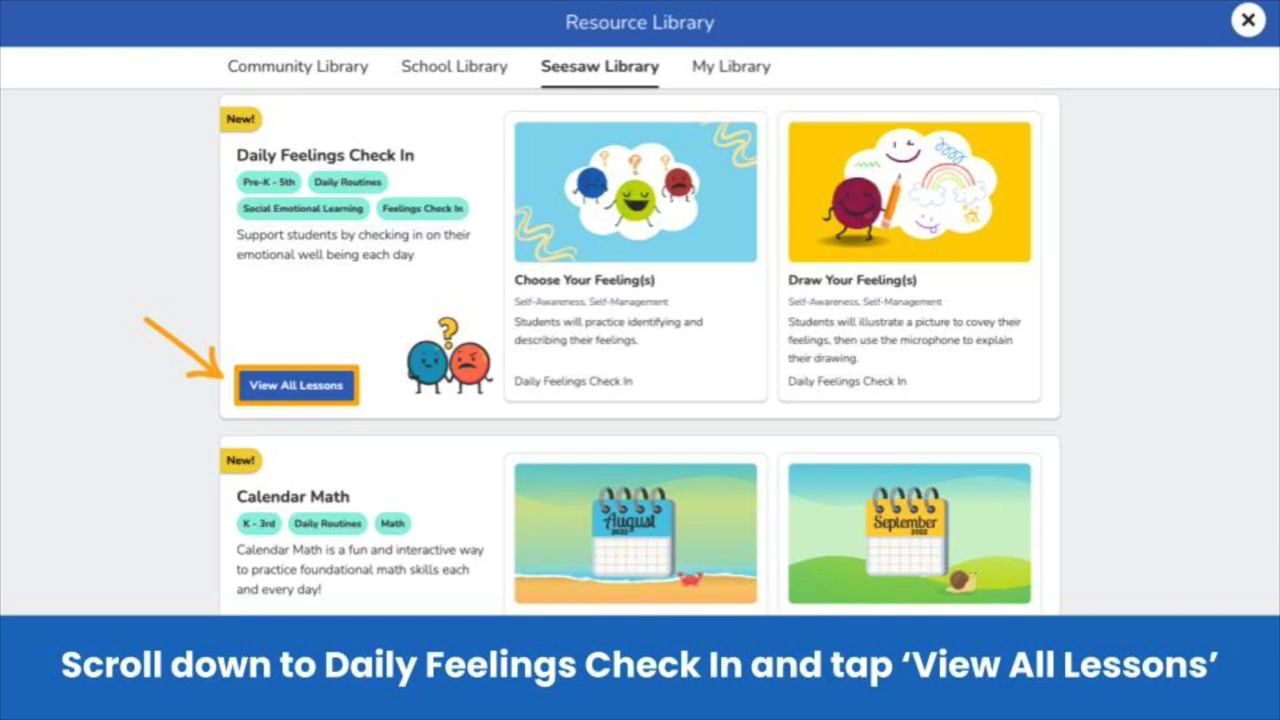 Resource Library
Community Library
School Library
Seesaw Library
My Library
New!
Daily Feelings Check In
Pre-K - 5th
Daily Routines
Social Emotional Learning
Feelings Check In
Support students by checking in on their
emotional well being each day
?
View All Lessons
? ? ?
Choose Your Feeling(s)
Self-Awareness, Self-Management
Students will practice identifying and
describing their feelings.
Daily Feelings Check In
Draw Your Feeling(s)
Self-Awareness, Self-Management
Students will illustrate a picture to covey their
feelings, then use the microphone to explain
their drawing.
Daily Feelings Check In
New!
Calendar Math
K - 3rd
Daily Routines
Math
Calendar Math is a fun and interactive way
to practice foundational math skills each
and every day!
August
2022
September
2022
Scroll down to Daily Feelings Check In and tap ‘View All Lessons’